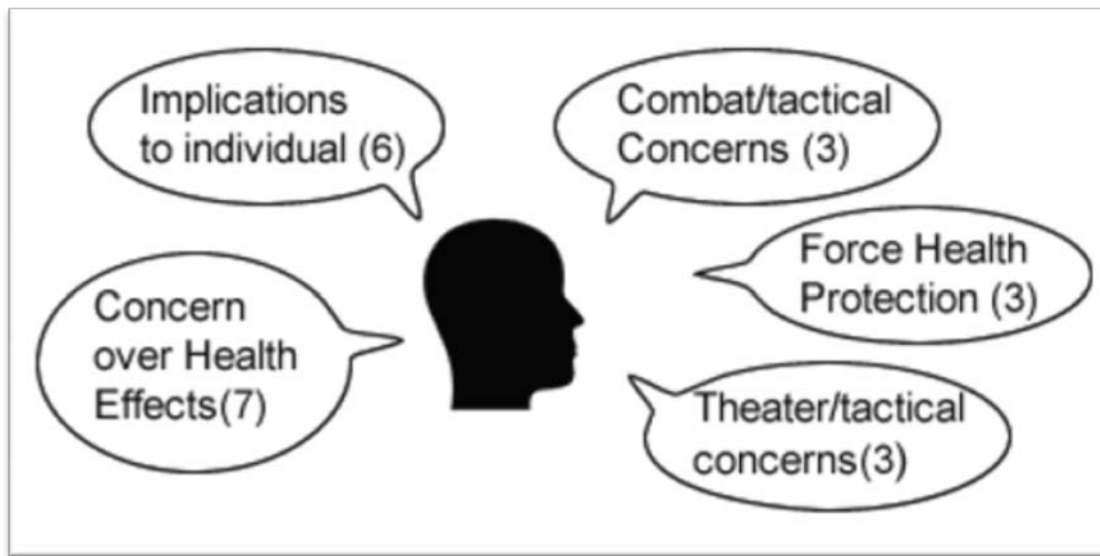 Implications
to individual (6)
Combat/tactical
Concerns (3)
Force Health
Protection (3)
Concern
over Health
Effects(7)
Theater/tactical
concerns(3)